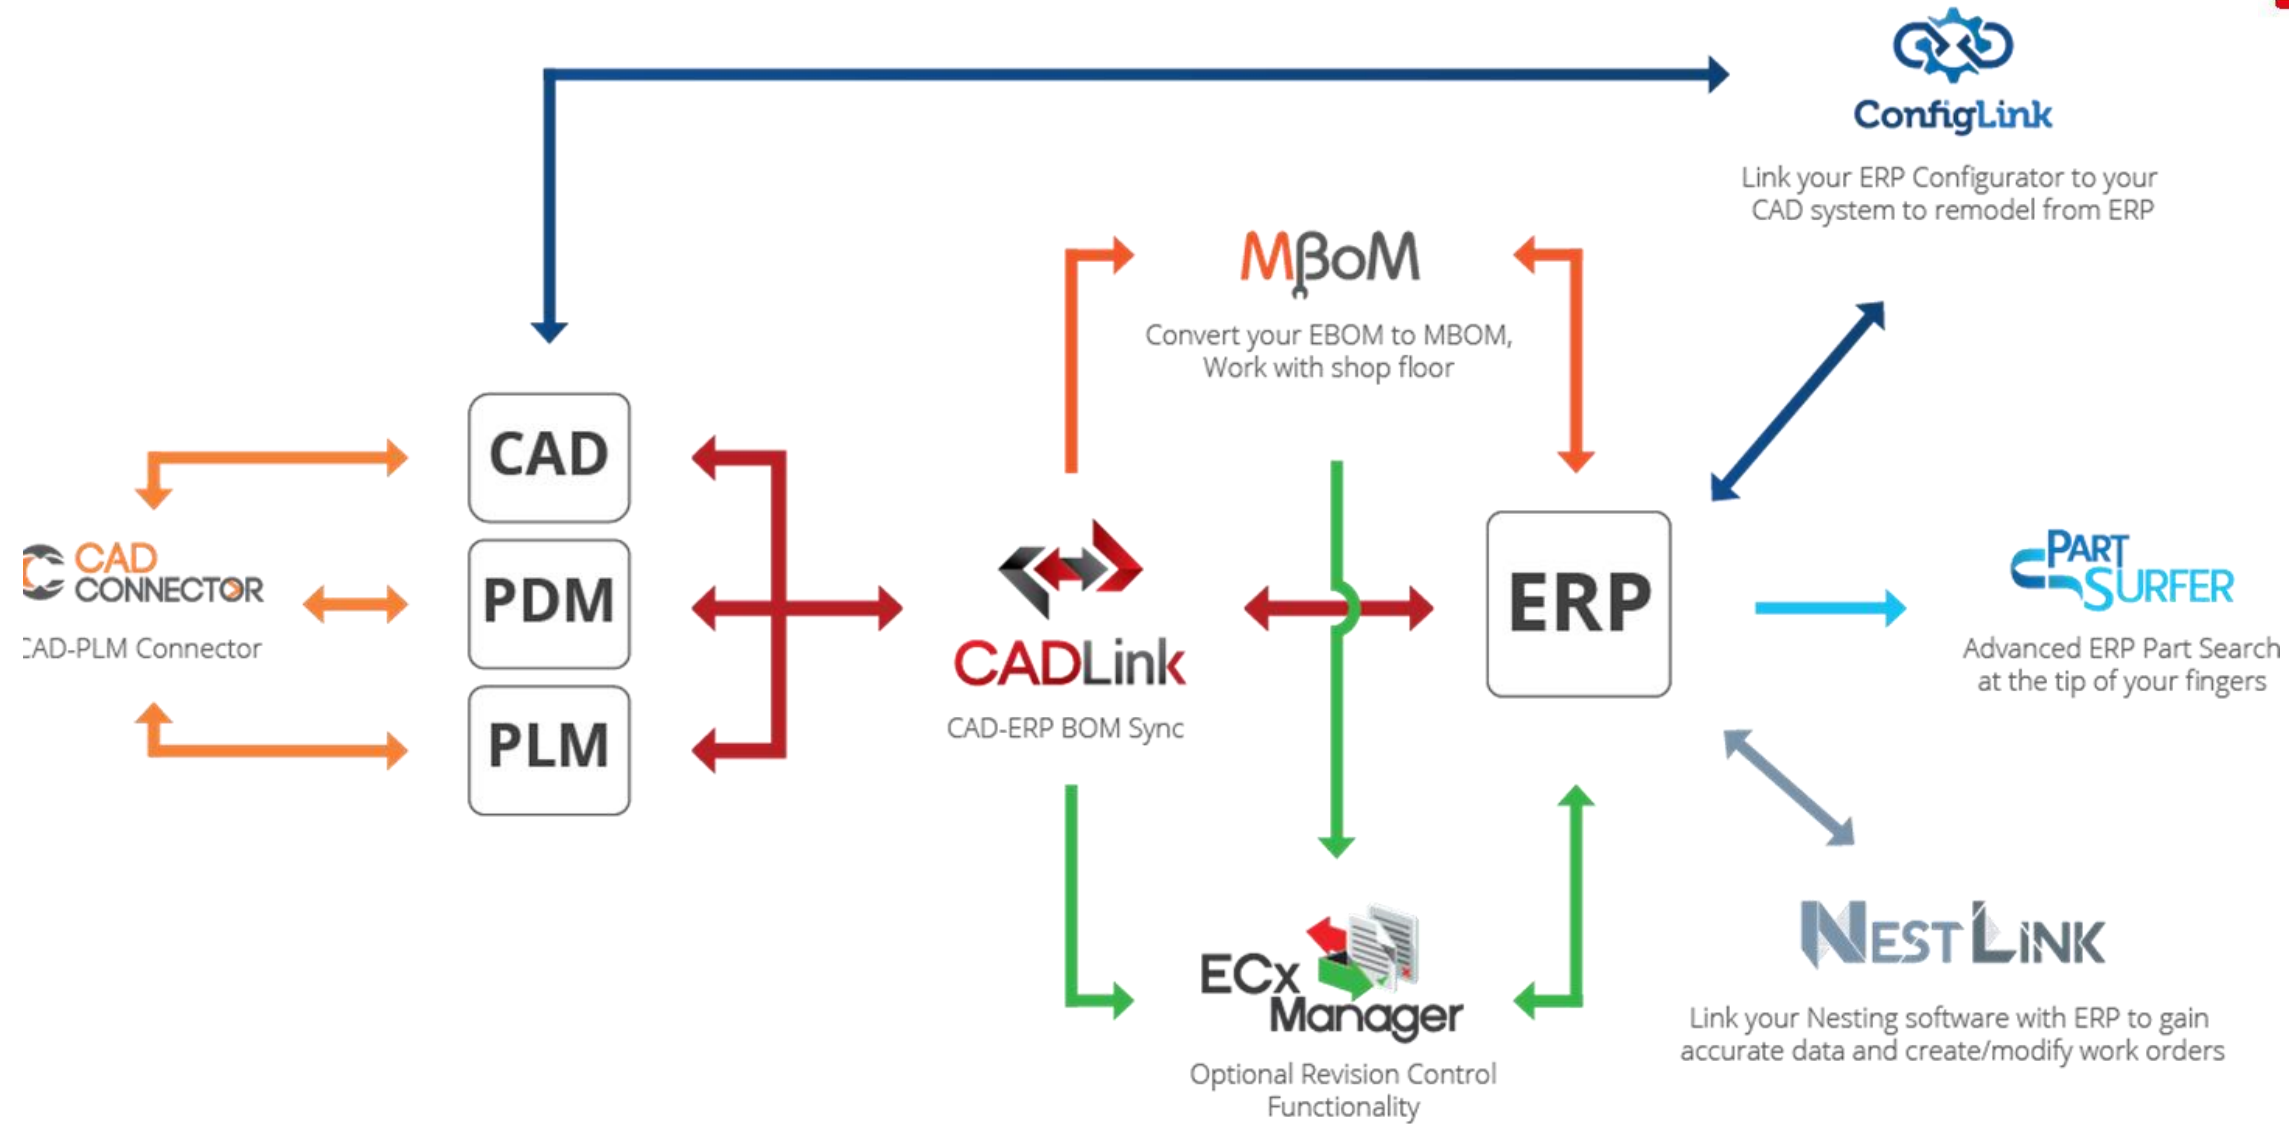 ConfigLink
Link your ERP Configurator to your
CAD system to remodel from ERP
MBoM
Convert your EBOM to MBOM,
Work with shop floor
CAD
PDM
PLM
CAD
CONNECTOR
CAD-PLM Connector
CADLink
CAD-ERP BOM Sync
ERP
PART
SURFER
Advanced ERP Part Search
at the tip of your fingers
ECx
Manager
Optional Revision Control
Functionality
NESTLINK
Link your Nesting software with ERP to gain
accurate data and create/modify work orders